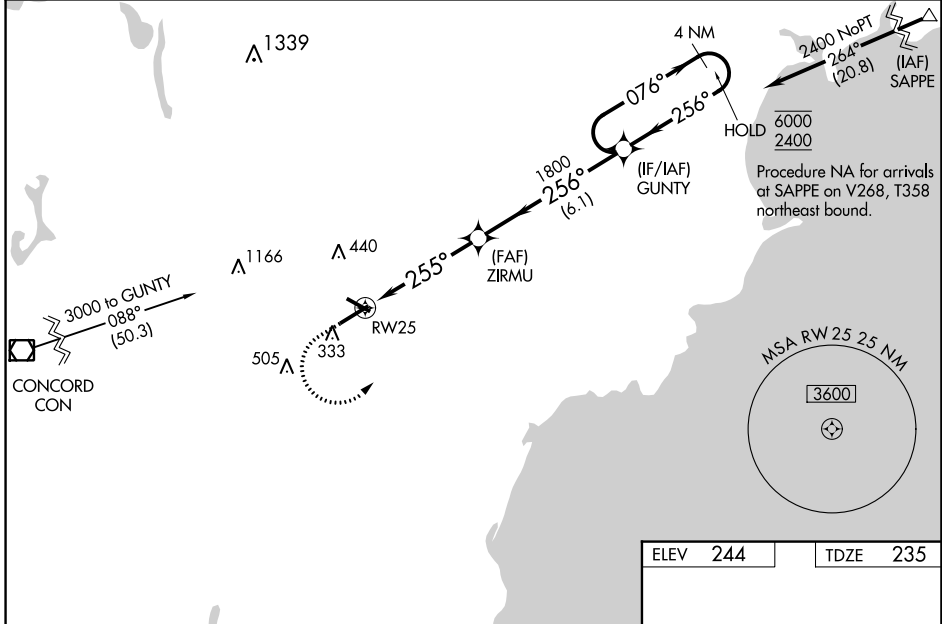 1339
4 NM
2400 NoPT
264°
(20.8)
(IAF)
SAPPE
076°
256°
HOLD
6000
2400
Procedure NA for arrivals
at SAPPE on V268, T358
northeast bound.
(IF/IAF)
GUNTY
1800
256°
(6.1)
(FAF)
ZIRMU
440
1166
255°
3000 to GUNTY
088°
(50.3)
RW25
333
505
CONCORD
CON
MSA RW 25 25 NM
3600
ELEV 244
TDZE 235